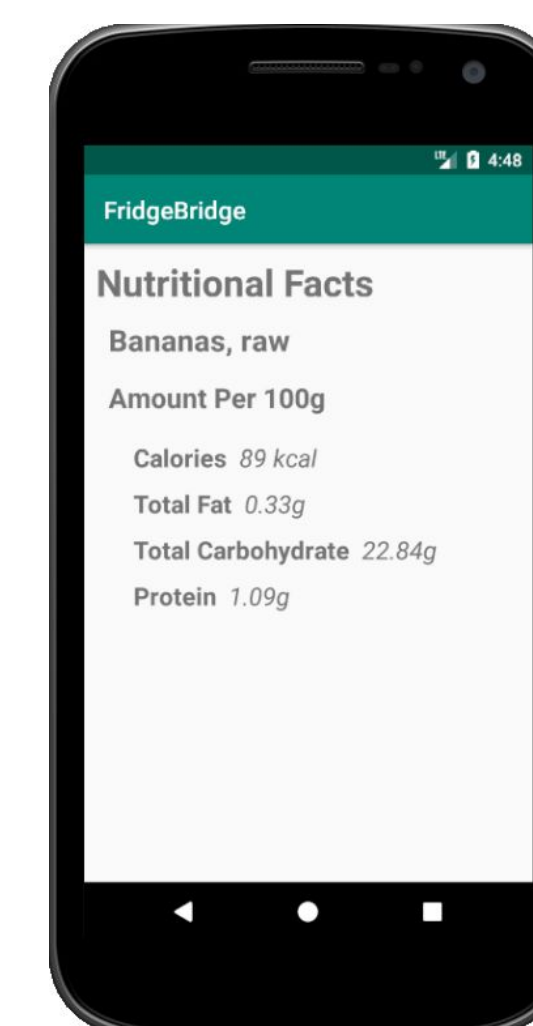 LTE 4:48
FridgeBridge
Nutritional Facts
Bananas, raw
Amount Per 100g
Calories 89 kcal
Total Fat 0.33g
Total Carbohydrate 22.84g
Protein 1.09g